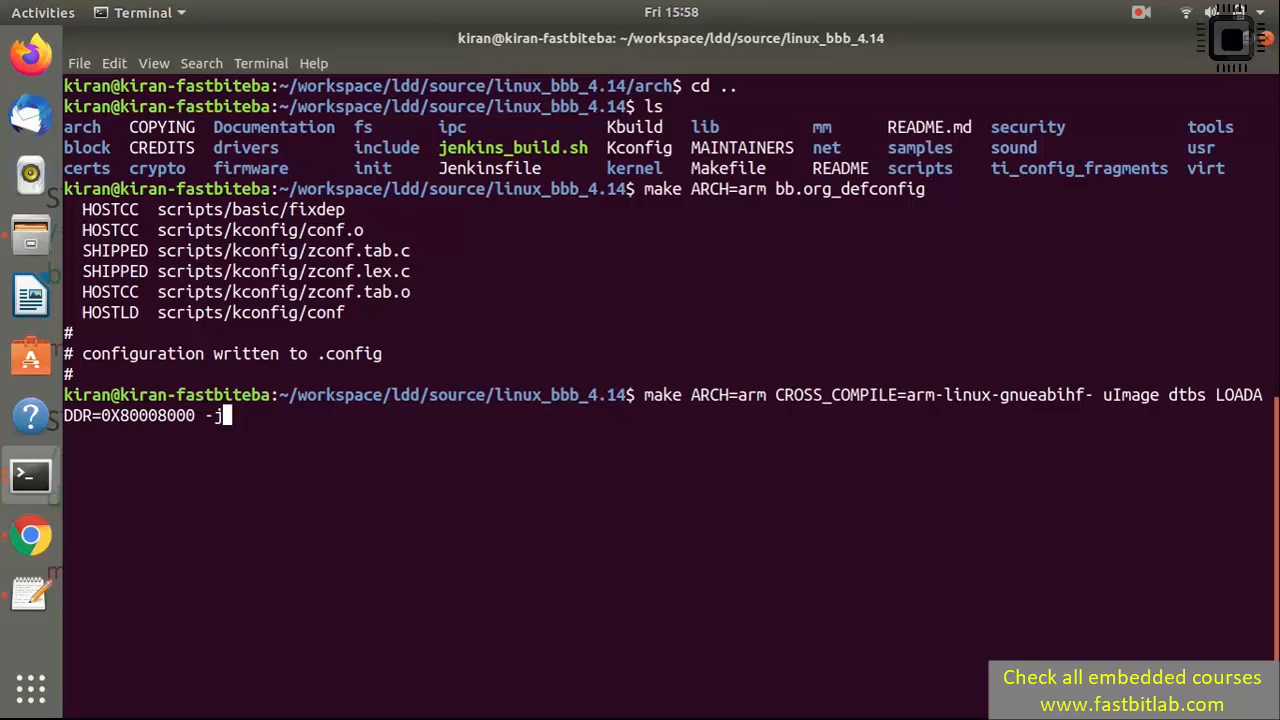 Activities Terminal Fri 15:58
kiran@kiran-fastbiteba: ~/workspace/ldd/source/linux_bbb_4.14
File Edit View Search Terminal Help
kiran@kiran-fastbiteba:~/workspace/ldd/source/linux_bbb_4.14/arch$ cd ..
kiran@kiran-fastbiteba:~/workspace/ldd/source/linux_bbb_4.14$ ls
arch COPYING Documentation fs ipc Kbuild lib mm README.md security tools
block CREDITS drivers include jenkins_build.sh Kconfig MAINTAINERS net samples sound usr
certs crypto firmware init Jenkinsfile kernel Makefile README scripts ti_config_fragments virt
kiran@kiran-fastbiteba:~/workspace/ldd/source/linux_bbb_4.14$ make ARCH=arm bb.org_defconfig
HOSTCC scripts/basic/fixdep
HOSTCC scripts/kconfig/conf.o
SHIPPED scripts/kconfig/zconf.tab.c
SHIPPED scripts/kconfig/zconf.lex.c
HOSTCC scripts/kconfig/zconf.tab.o
HOSTLD scripts/kconfig/conf
#
# configuration written to .config
#
kiran@kiran-fastbiteba:~/workspace/ldd/source/linux_bbb_4.14$ make ARCH=arm CROSS_COMPILE=arm-linux-gnueabihf- uImage dtbs LOADA
DDR=0X80008000 -j
Check all embedded courses
www.fastbitlab.com